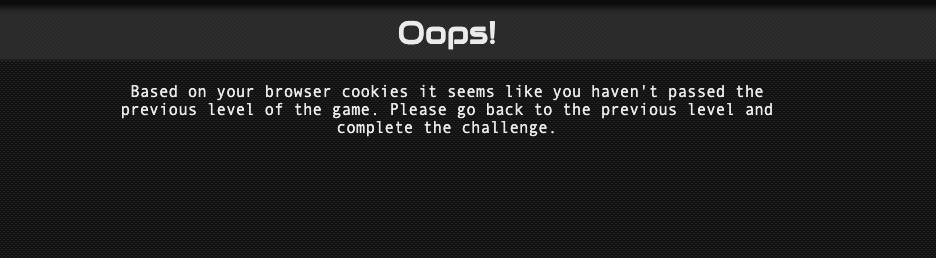 Oops!
Based on your browser cookies it seems like you haven't passed the
previous level of the game. Please go back to the previous level and
complete the challenge.